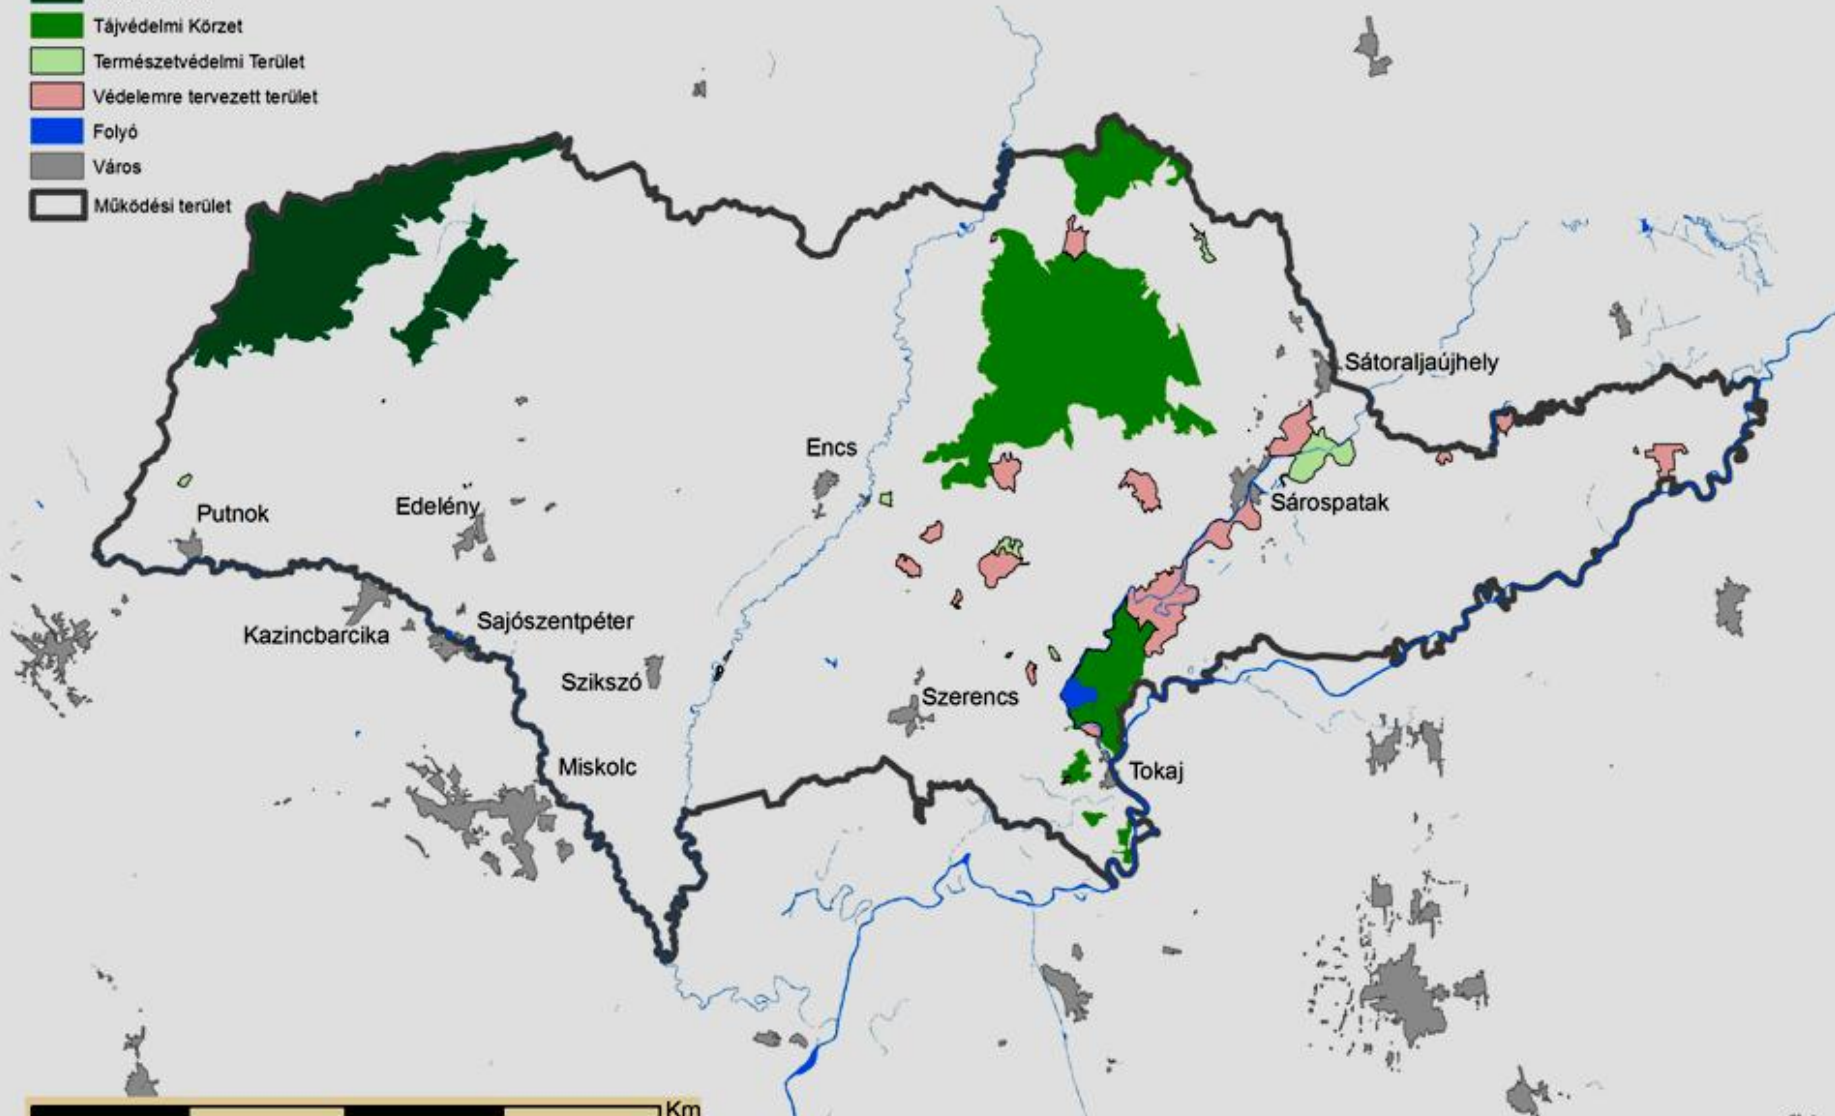 Tájvédelmi Körzet
Természetvédelmi Terület
Védelemre tervezett terület
Folyó
Város
Működési terület
Sátoraljaújhely
Encs
Putnok
Edelény
Sárospatak
Kazincbarcika
Sajószentpéter
Szikszó
Szerencs
Miskolc
Tokaj
Km